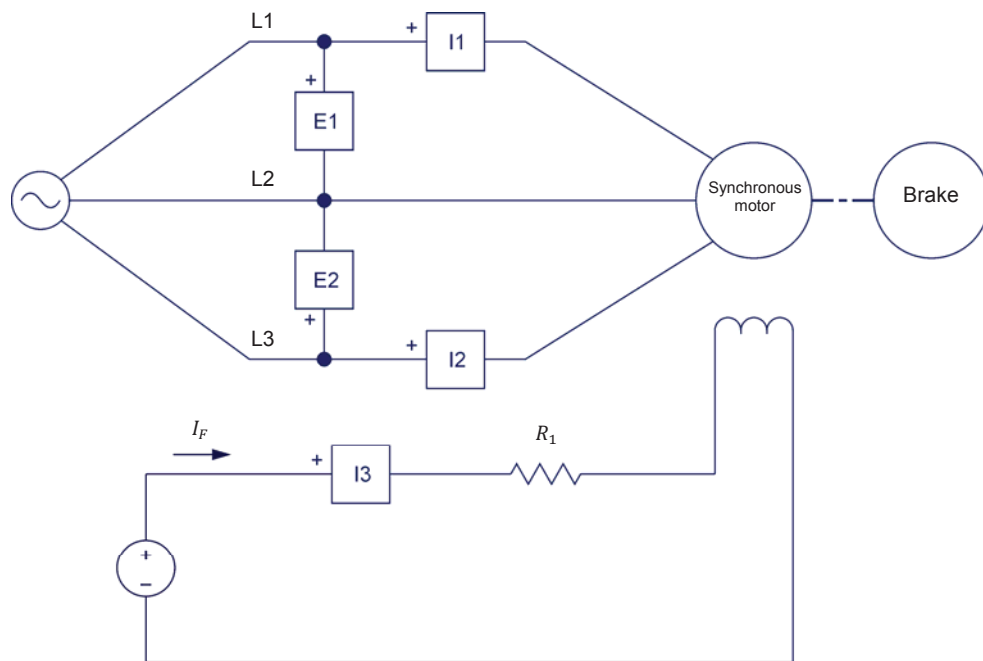 L1
+
I1
+
E1
L2
Synchronous
motor
Brake
E2
+
L3
+
I2
I_F
R_1
+
I3
+
−